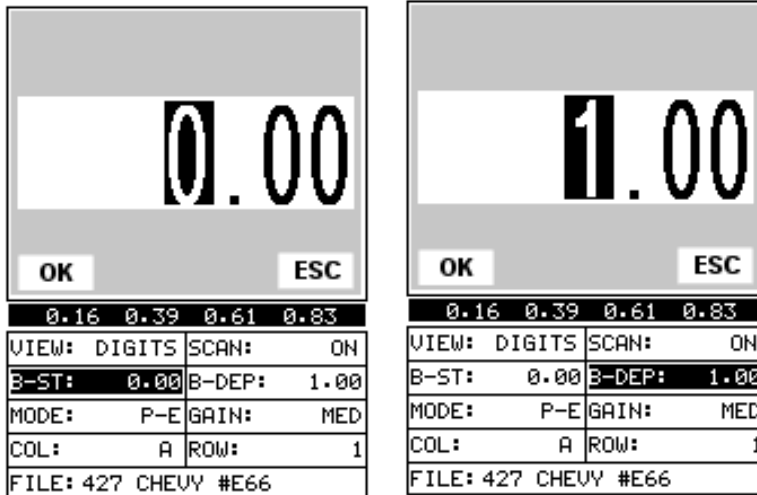 0.00
OK ESC
0.16 0.39 0.61 0.83
VIEW: DIGITS SCAN: ON
B-ST: 0.00 B-DEP: 1.00
MODE: P-E GAIN: MED
COL: A ROW: 1
FILE: 427 CHEVY #E66
1.00
OK ESC
0.16 0.39 0.61 0.83
VIEW: DIGITS SCAN: ON
B-ST: 0.00 B-DEP: 1.00
MODE: P-E GAIN: MED
COL: A ROW: 1
FILE: 427 CHEVY #E66